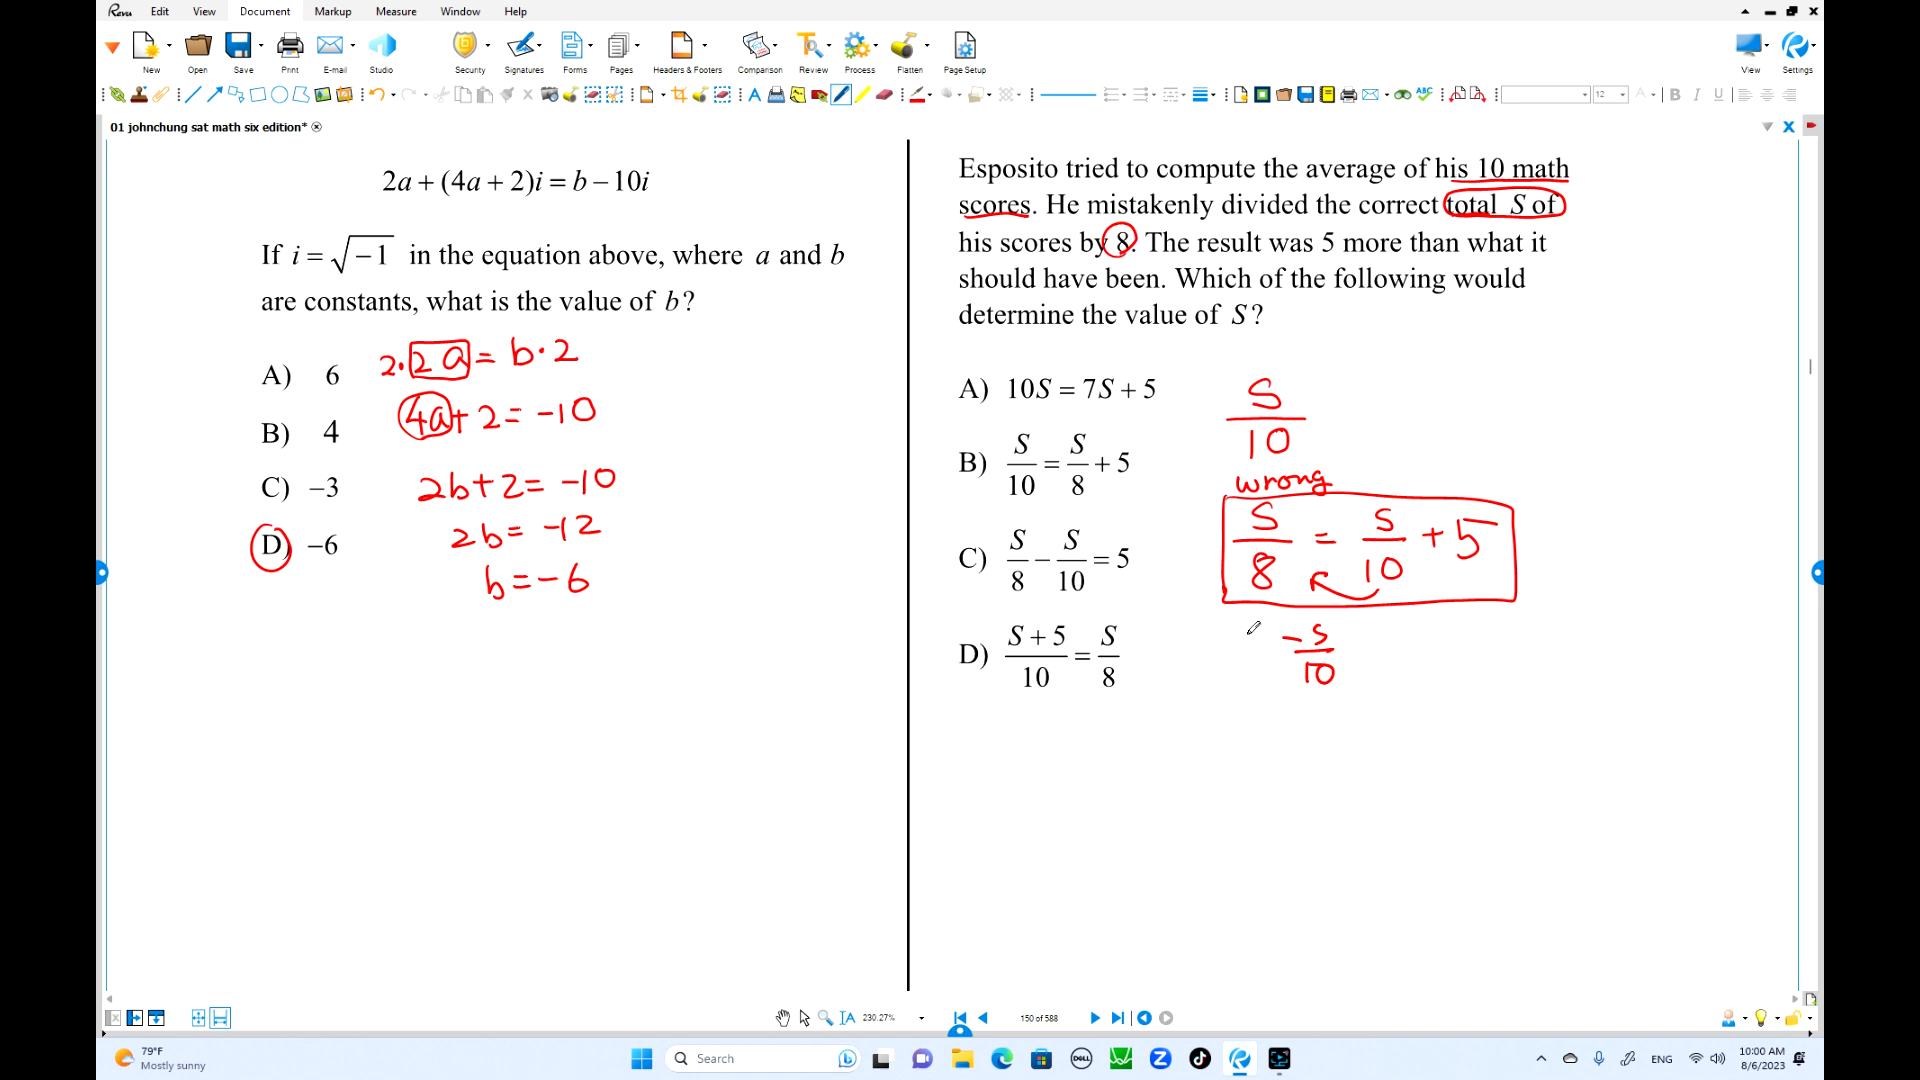 Revu Edit View Document Markup Measure Window Help
New Open Save Print E-mail Studio Security Signatures Forms Pages Headers & Footers Comparison Review Process Flatten Page Setup View Settings
12
01 johnchung sat math six edition*
2a + (4a + 2)i = b − 10i
If i = √−1 in the equation above, where a and b
are constants, what is the value of b?
A) 6
B) 4
C) −3
D) −6
2·2a = b·2
4a + 2 = -10
2b+2 = -10
2b = -12
b = -6
Esposito tried to compute the average of his 10 math
scores. He mistakenly divided the correct total S of
his scores by 8. The result was 5 more than what it
should have been. Which of the following would
determine the value of S?
A) 10S = 7S + 5
B) S/10 = S/8 + 5
C) S/8 − S/10 = 5
D) (S + 5)/10 = S/8
S/10
wrong
S/8 = S/10 + 5
-S/10
230.27% 150 of 588
79°F
Mostly sunny
Search
DELL
ENG
10:00 AM
8/6/2023